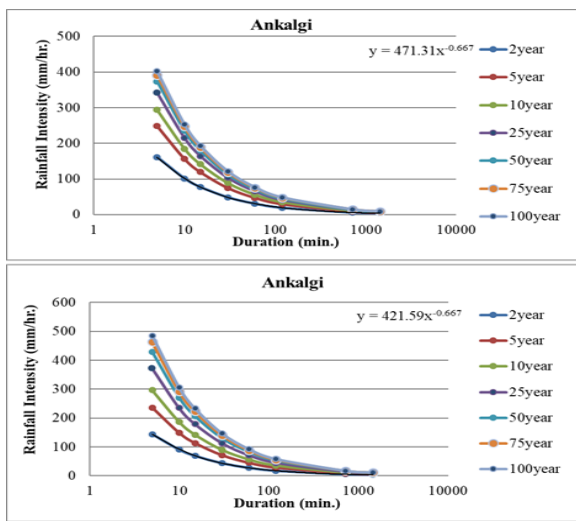 Ankalgi
y = 471.31x-0.667
Rainfall Intensity (mm/hr.)
500
400
300
200
100
0
1
10
100
1000
10000
Duration (min.)
2year
5year
10year
25year
50year
75year
100year
Ankalgi
y = 421.59x-0.667
Rainfall Intensity (mm/hr.)
600
500
400
300
200
100
0
1
10
100
1000
10000
Duration (min.)
2year
5year
10year
25year
50year
75year
100year